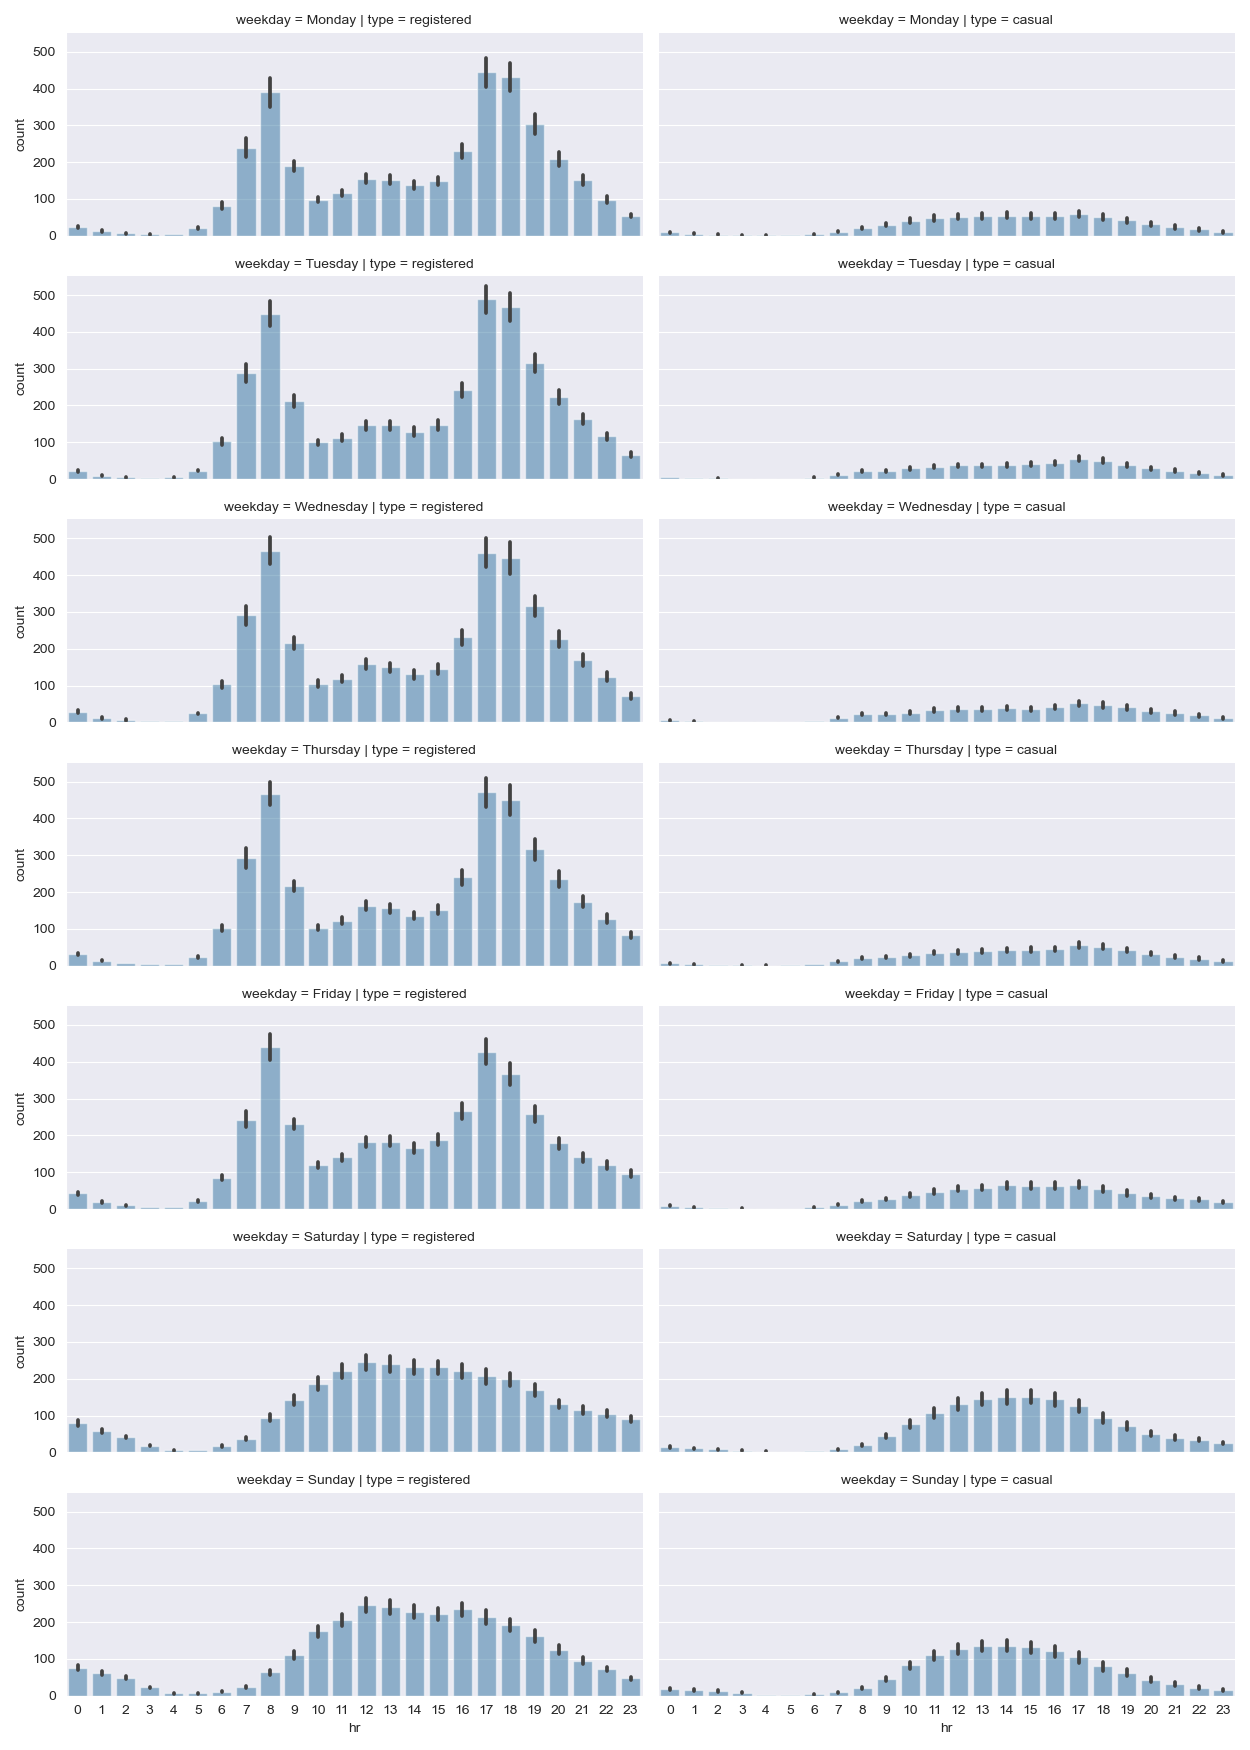 weekday = Monday | type = registered
weekday = Monday | type = casual
500
400
300
200
100
0
count
weekday = Tuesday | type = registered
weekday = Tuesday | type = casual
500
400
300
200
100
0
count
weekday = Wednesday | type = registered
weekday = Wednesday | type = casual
500
400
300
200
100
0
count
weekday = Thursday | type = registered
weekday = Thursday | type = casual
500
400
300
200
100
0
count
weekday = Friday | type = registered
weekday = Friday | type = casual
500
400
300
200
100
0
count
weekday = Saturday | type = registered
weekday = Saturday | type = casual
500
400
300
200
100
0
count
weekday = Sunday | type = registered
weekday = Sunday | type = casual
500
400
300
200
100
0
count
0 1 2 3 4 5 6 7 8 9 10 11 12 13 14 15 16 17 18 19 20 21 22 23
hr
0 1 2 3 4 5 6 7 8 9 10 11 12 13 14 15 16 17 18 19 20 21 22 23
hr